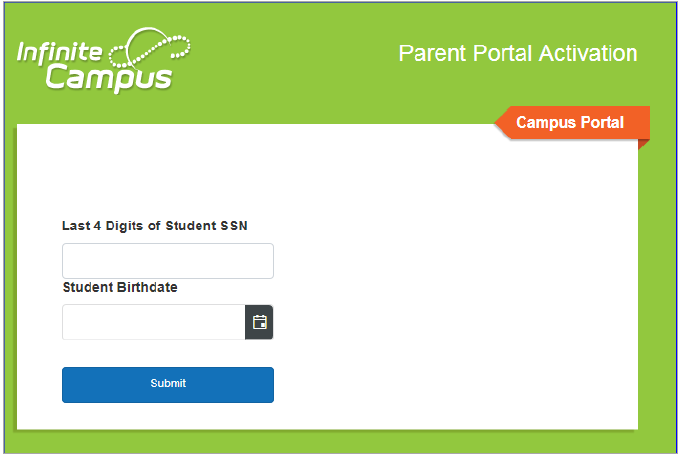 Infinite
Campus
Parent Portal Activation
Campus Portal
Last 4 Digits of Student SSN
Student Birthdate
Submit